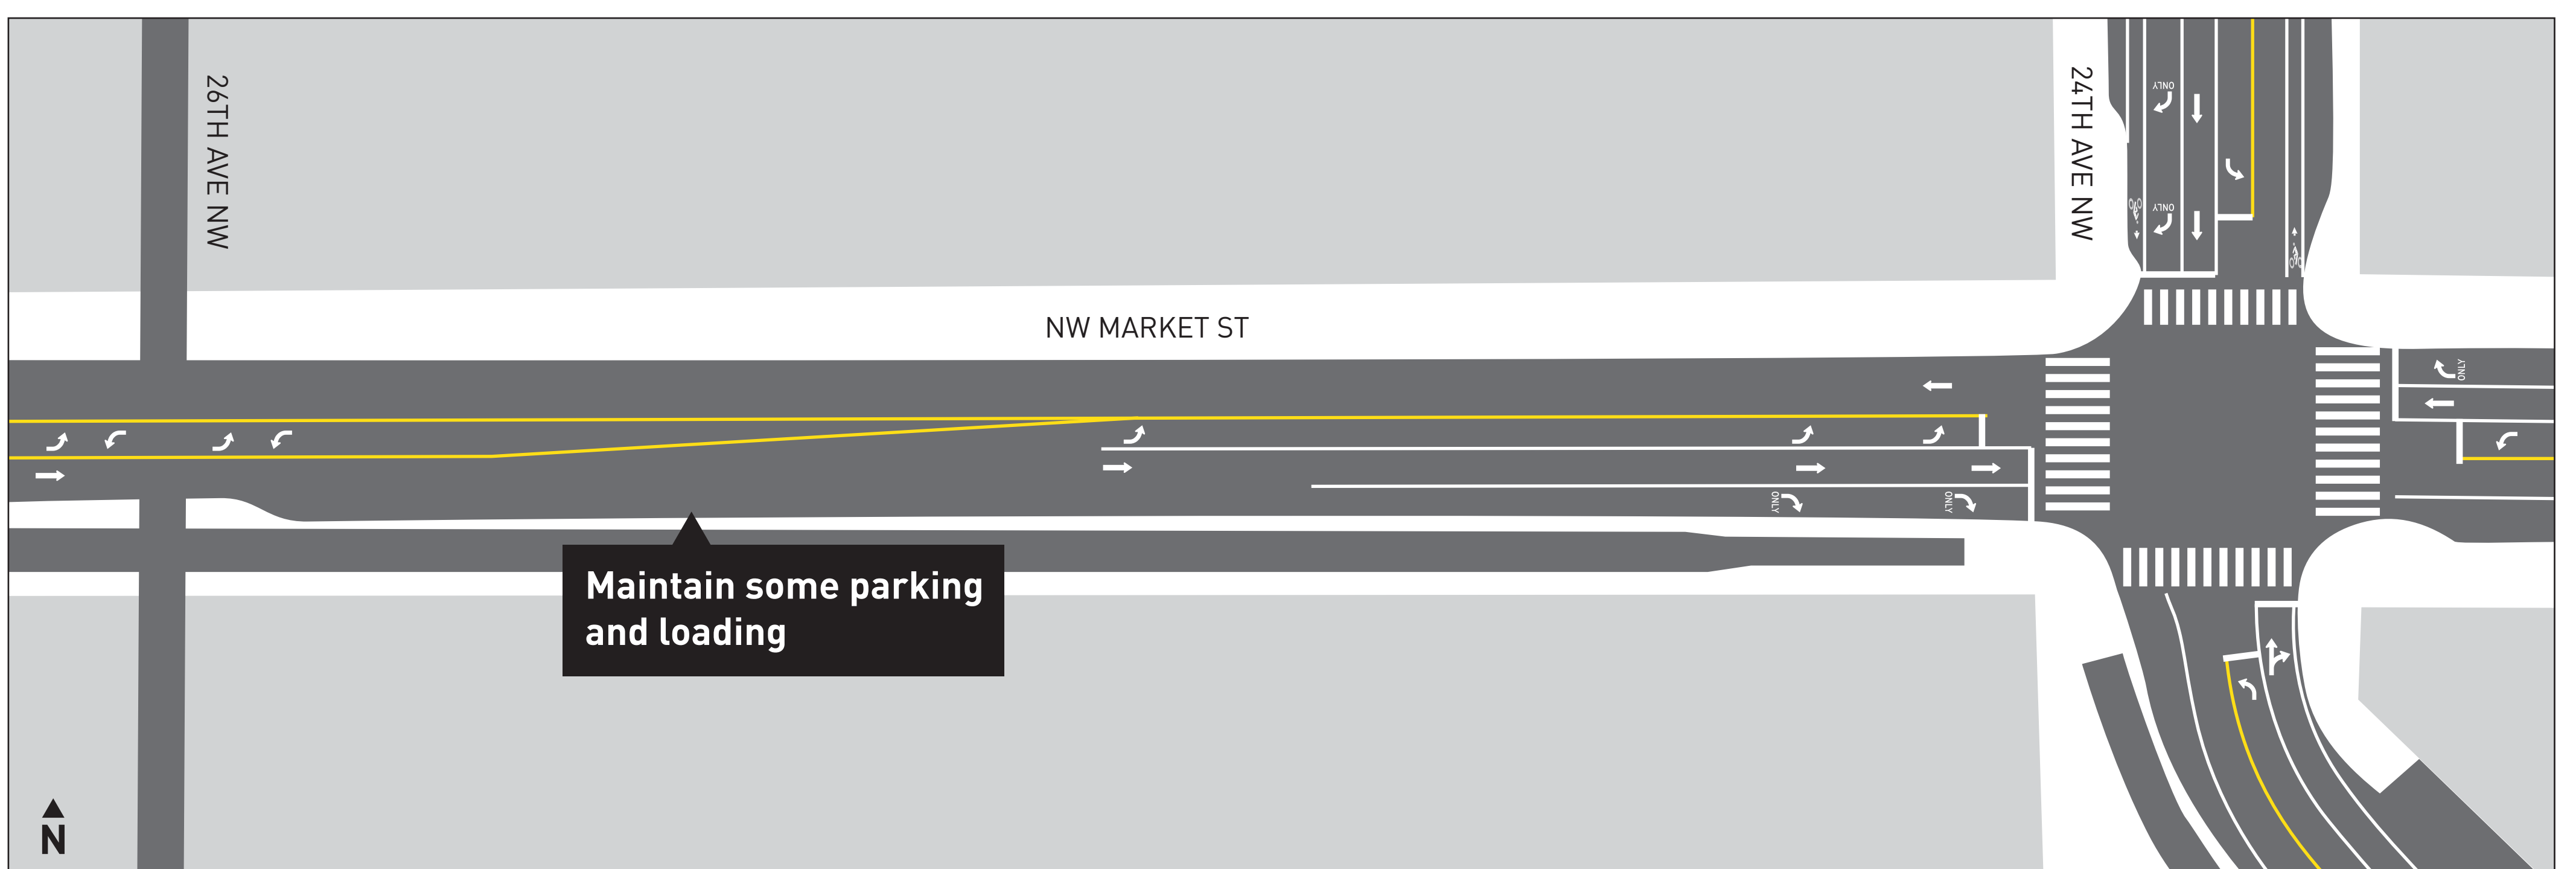 26TH AVE NW
24TH AVE NW
ONLY
ONLY
NW MARKET ST
ONLY
ONLY
ONLY
Maintain some parking
and loading
N